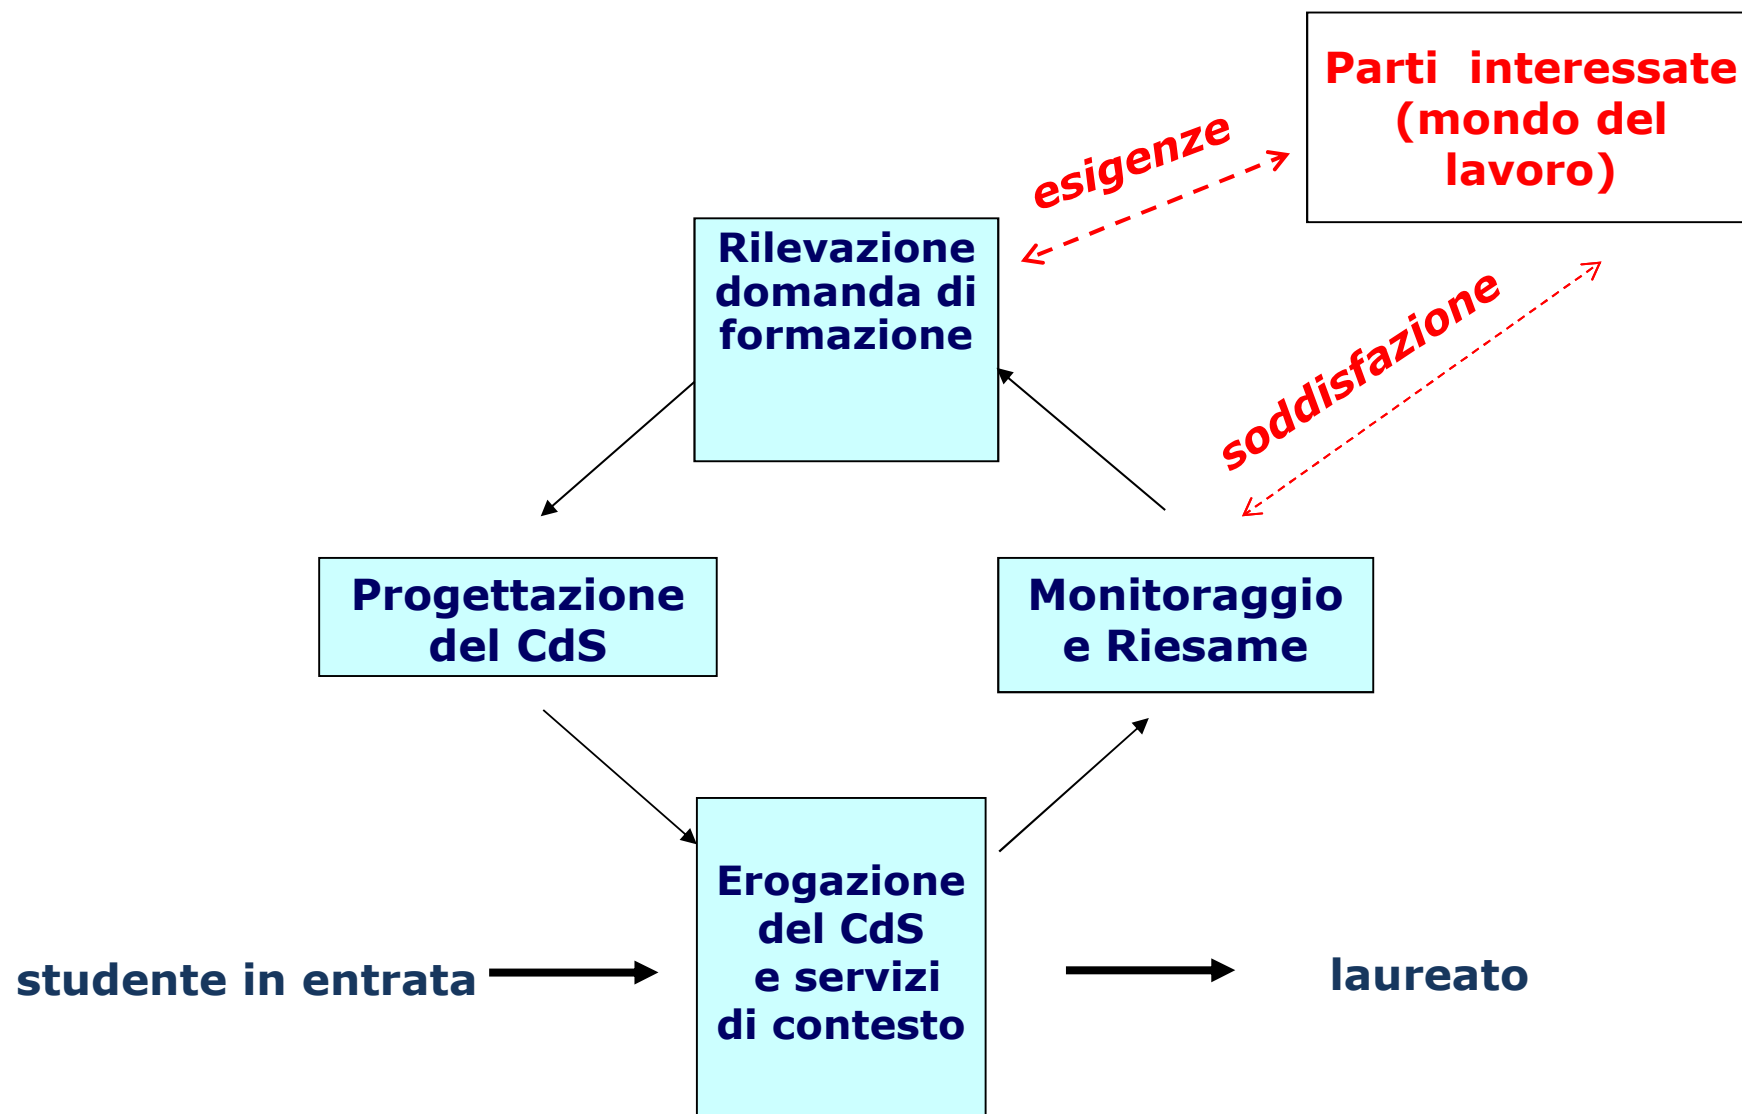 Parti interessate
(mondo del
lavoro)
esigenze
Rilevazione
domanda di
formazione
soddisfazione
Progettazione
del CdS
Monitoraggio
e Riesame
Erogazione
del CdS
e servizi
di contesto
studente in entrata
laureato